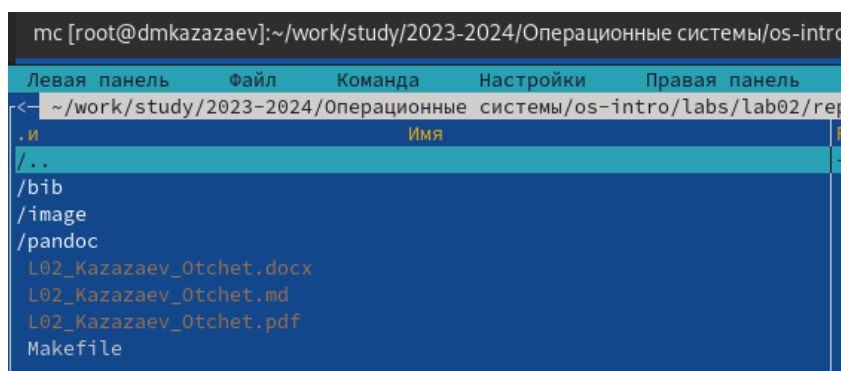 mc [root@dmkazazaev]:~/work/study/2023-2024/Операционные системы/os-intro
Левая панель Файл Команда Настройки Правая панель
<— ~/work/study/2023-2024/Операционные системы/os-intro/labs/lab02/rep
.и Имя
/..
/bib
/image
/pandoc
L02_Kazazaev_Otchet.docx
L02_Kazazaev_Otchet.md
L02_Kazazaev_Otchet.pdf
Makefile